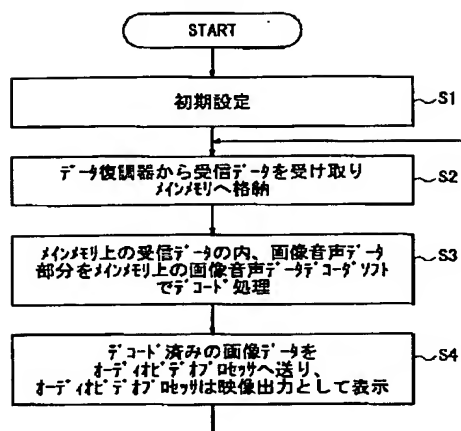 START
初期設定
S1
データ復調器から受信データを受け取り
メインメモリへ格納
S2
メインメモリ上の受信データの内、画像音声データ
部分をメインメモリ上の画像音声データデコーダソフト
でデコード処理
S3
デコード済みの画像データを
オーディオビデオプロセッサへ送り、
オーディオビデオプロセッサは映像出力として表示
S4